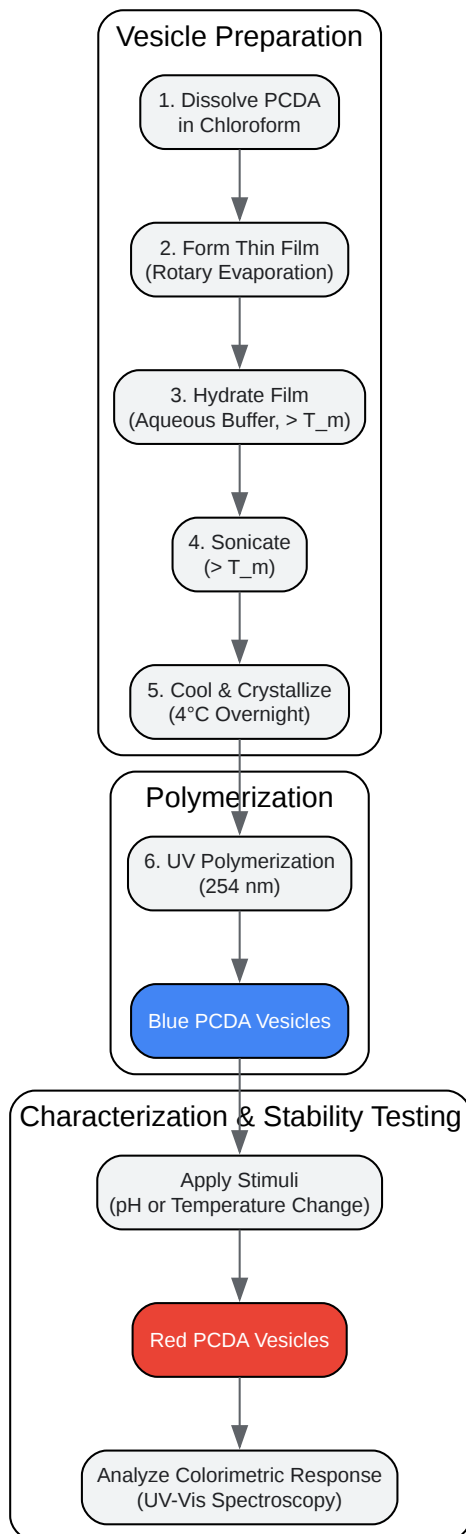 Vesicle Preparation
1. Dissolve PCDA
in Chloroform
2. Form Thin Film
(Rotary Evaporation)
3. Hydrate Film
(Aqueous Buffer, > T_m)
4. Sonicate
(> T_m)
5. Cool & Crystallize
(4°C Overnight)
Polymerization
6. UV Polymerization
(254 nm)
Blue PCDA Vesicles
Characterization & Stability Testing
Apply Stimuli
(pH or Temperature Change)
Red PCDA Vesicles
Analyze Colorimetric Response
(UV-Vis Spectroscopy)